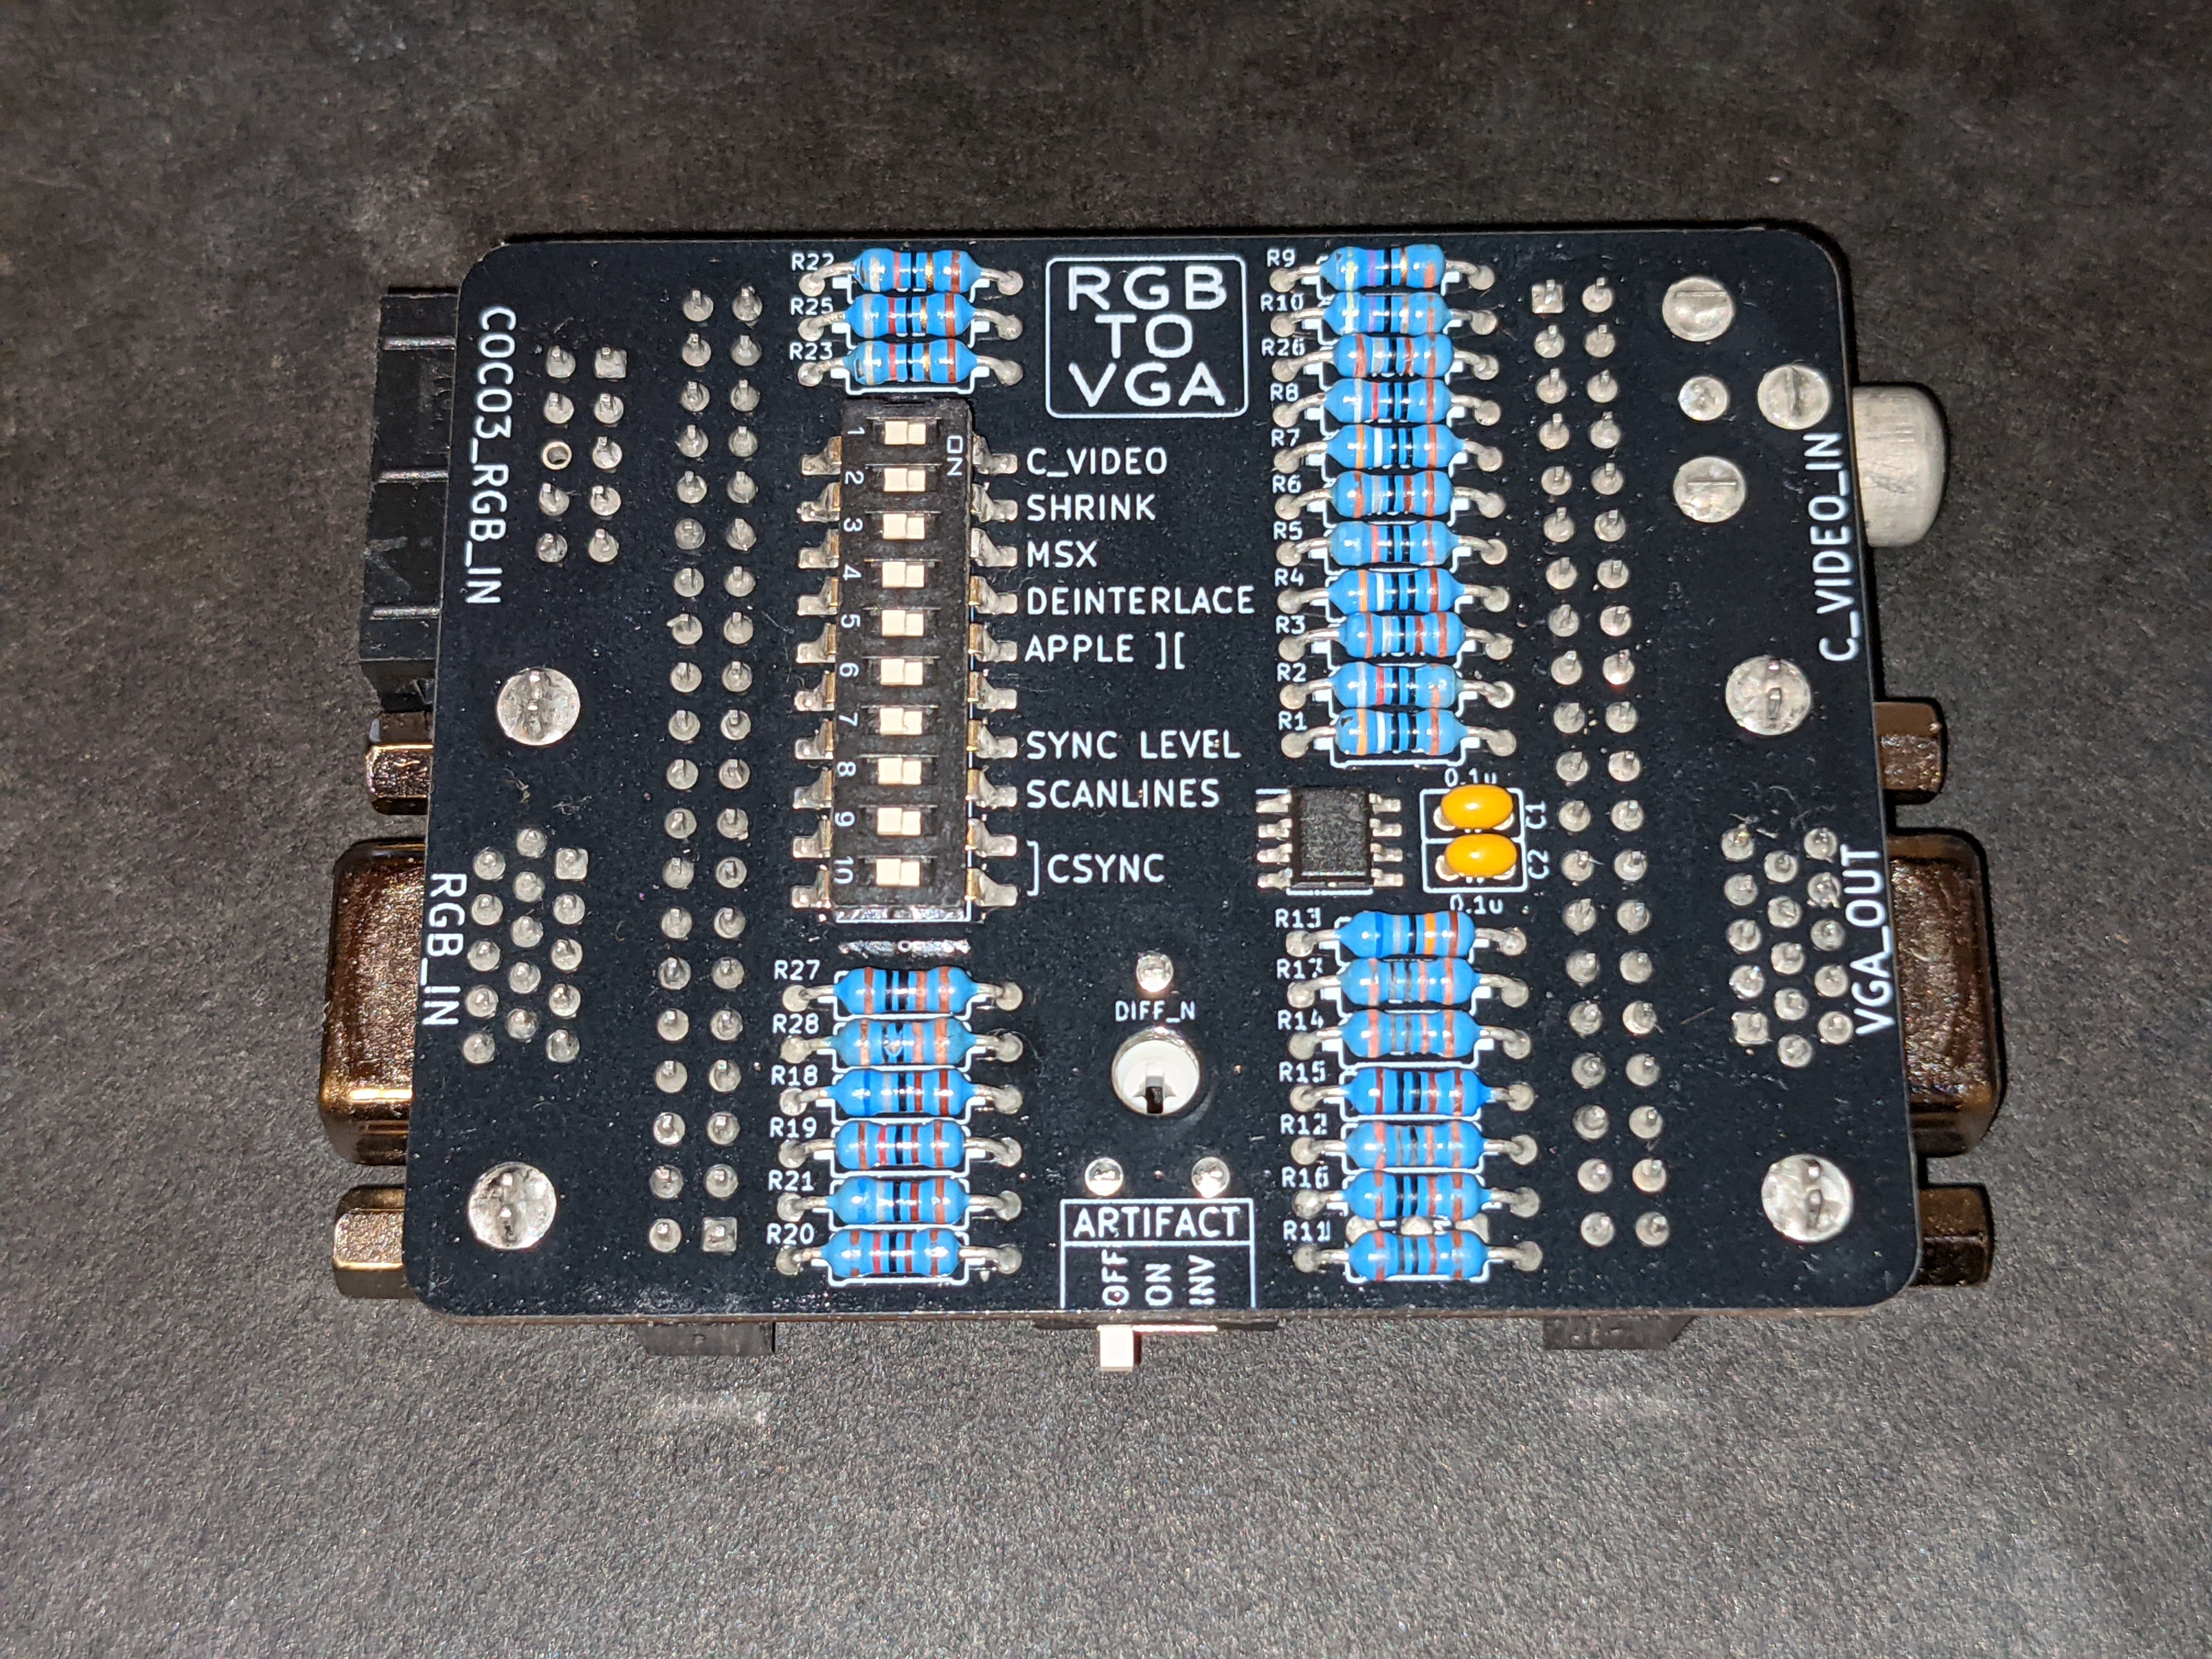 R22
R25
R23
RGB
TO
VGA
R9
R10
R26
R8
R7
R6
R5
R4
R3
R2
R1
COCO3_RGB_IN
1
2
3
4
5
6
7
8
9
10
ON
C_VIDEO
SHRINK
MSX
DEINTERLACE
APPLE ][
SYNC LEVEL
SCANLINES
]CSYNC
C_VIDEO_IN
0.1u
C1
C2
0.1u
RGB_IN
VGA_OUT
R27
R28
R18
R19
R21
R20
DIFF_N
R13
R17
R14
R15
R12
R16
R11
ARTIFACT
OFF
ON
INV